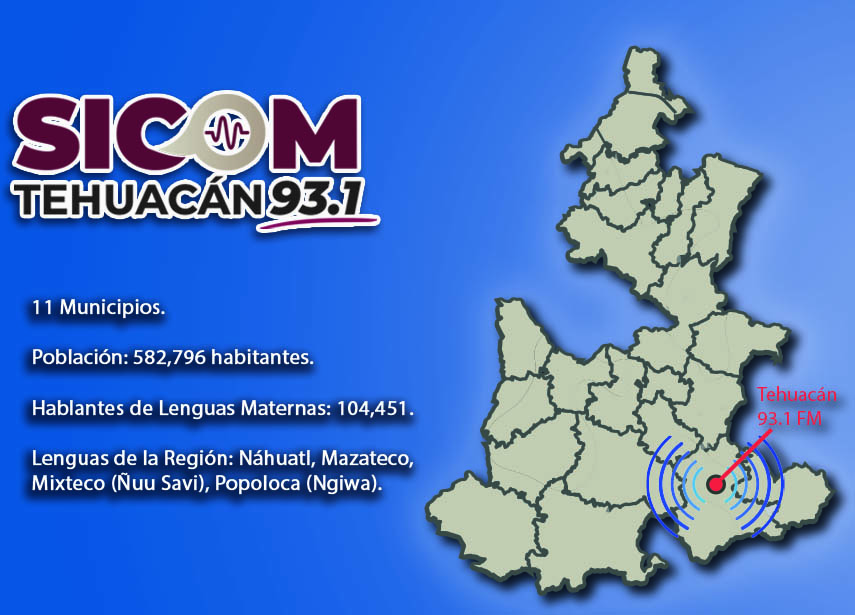 SICOM
TEHUACÁN 93.1
11 Municipios.
Población: 582,796 habitantes.
Hablantes de Lenguas Maternas: 104,451.
Lenguas de la Región: Náhuatl, Mazateco,
Mixteco (Ñuu Savi), Popoloca (Ngiwa).
Tehuacán
93.1 FM